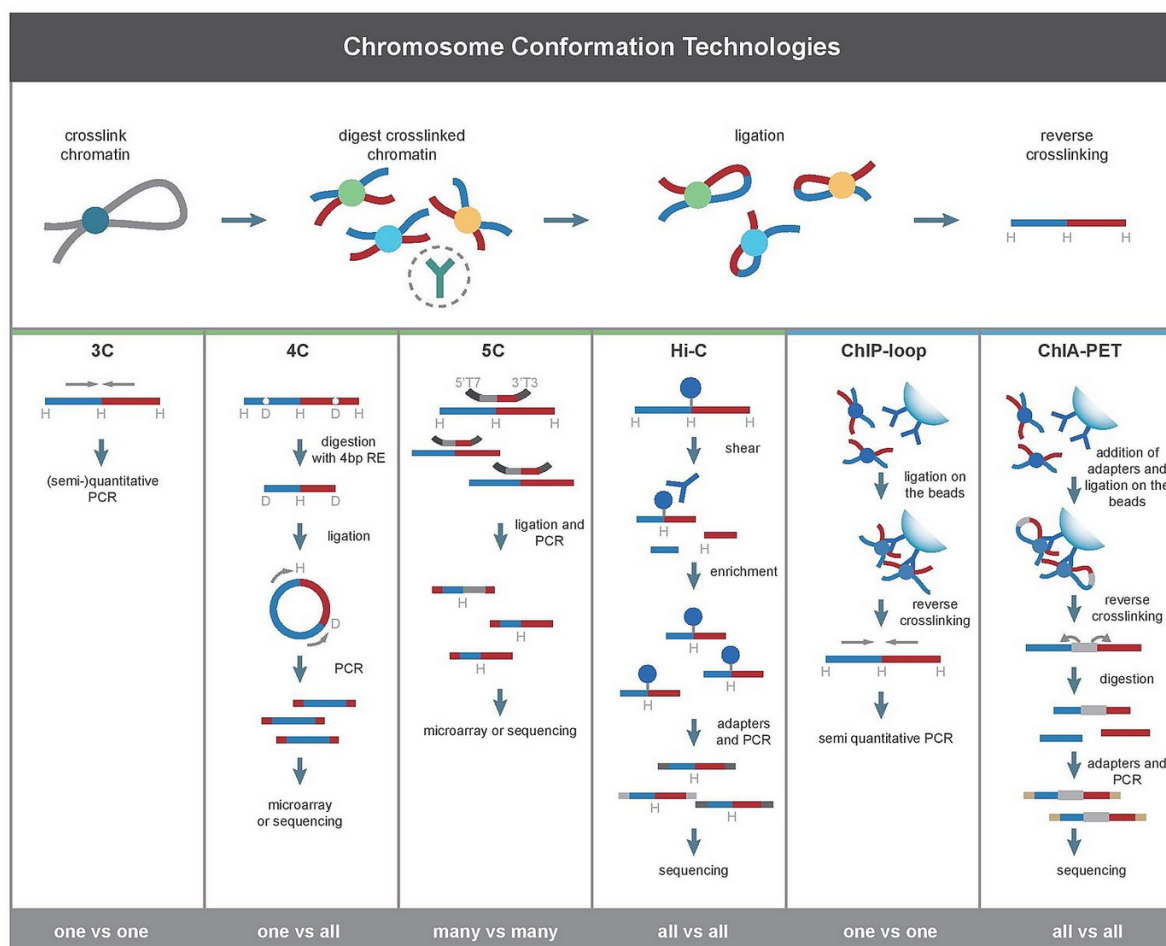 Chromosome Conformation Technologies
crosslink
chromatin
digest crosslinked
chromatin
ligation
reverse
crosslinking
H H H
3C
H H H
(semi-)quantitative
PCR
4C
H D H D H
digestion
with 4bp RE
D H D
ligation
H
D
PCR
microarray
or sequencing
5C
5'T7 3'T3
H H H
ligation and
PCR
H
H
H
microarray or sequencing
Hi-C
H H H
shear
H
H
enrichment
H
H
H
adapters
and PCR
H
H
H
sequencing
ChIP-loop
ligation on
the beads
reverse
crosslinking
H H H
semi quantitative PCR
ChIA-PET
addition of
adapters and
ligation on the
beads
reverse
crosslinking
digestion
adapters and
PCR
sequencing
one vs one
one vs all
many vs many
all vs all
one vs one
all vs all